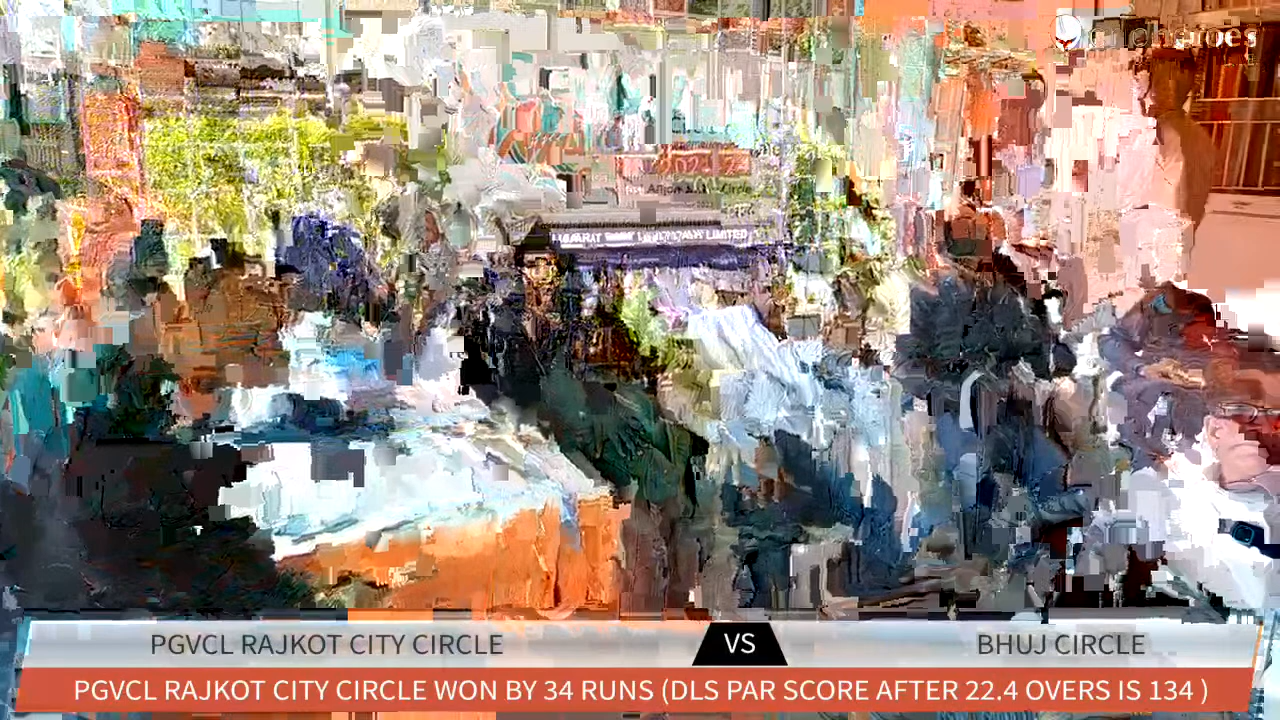 PGVCL RAJKOT CITY CIRCLE
VS
BHUJ CIRCLE
PGVCL RAJKOT CITY CIRCLE WON BY 34 RUNS (DLS PAR SCORE AFTER 22.4 OVERS IS 134 )